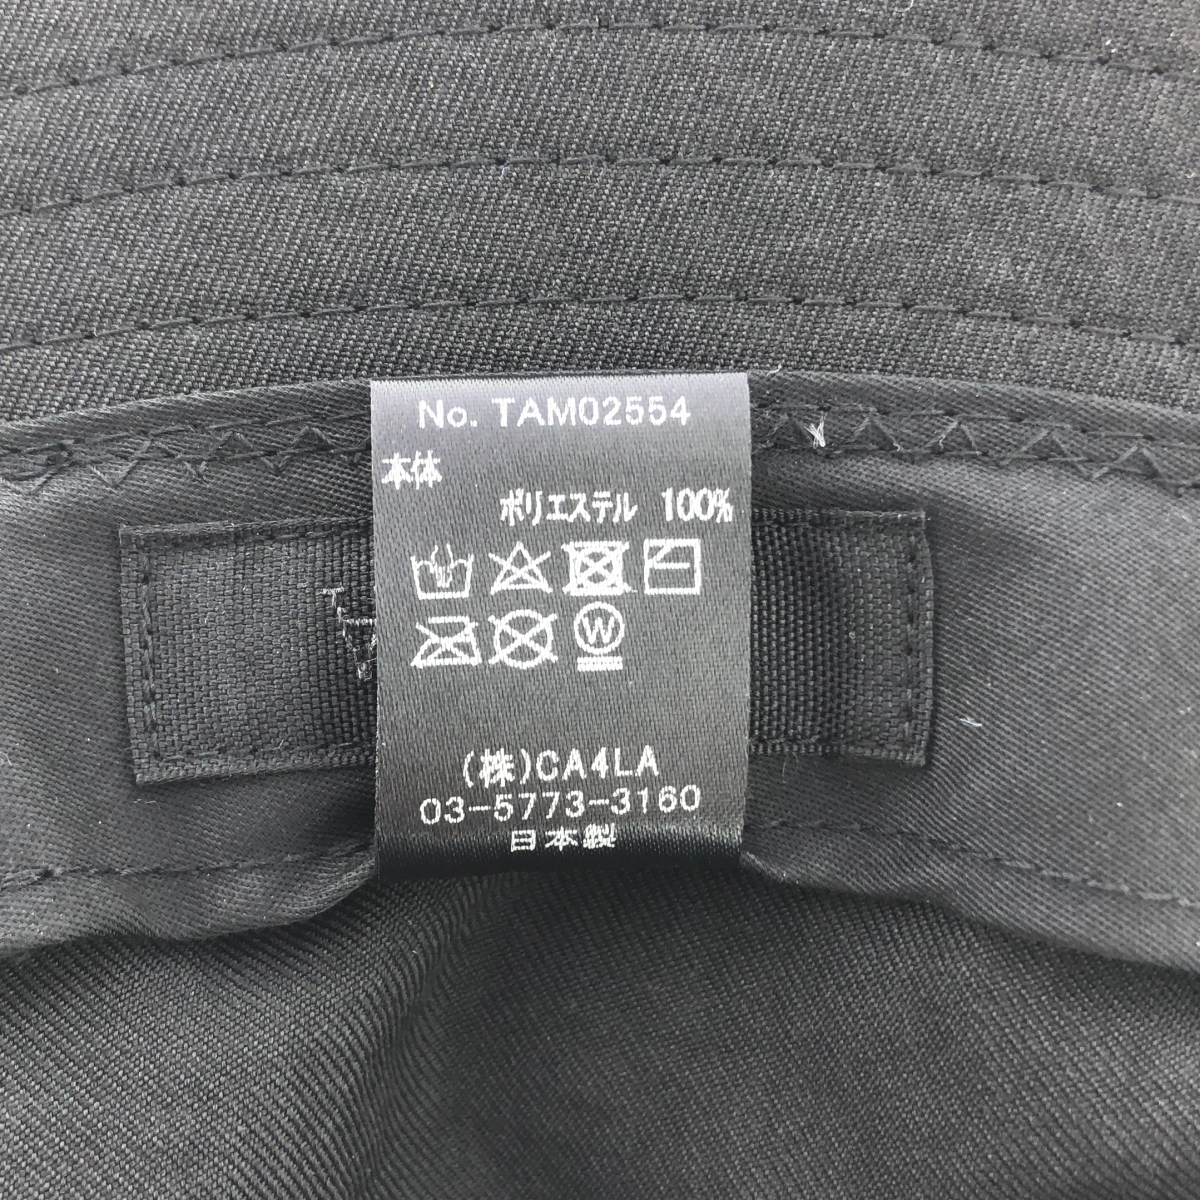 No. TAM02554
本体
ポリエステル 100%
W
(株)CA4LA
03-5773-3160
日本製